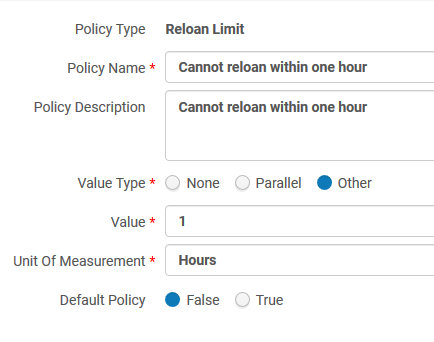 Policy Type Reloan Limit
Policy Name * Cannot reloan within one hour
Policy Description Cannot reloan within one hour
Value Type * None Parallel Other
Value * 1
Unit Of Measurement * Hours
Default Policy False True